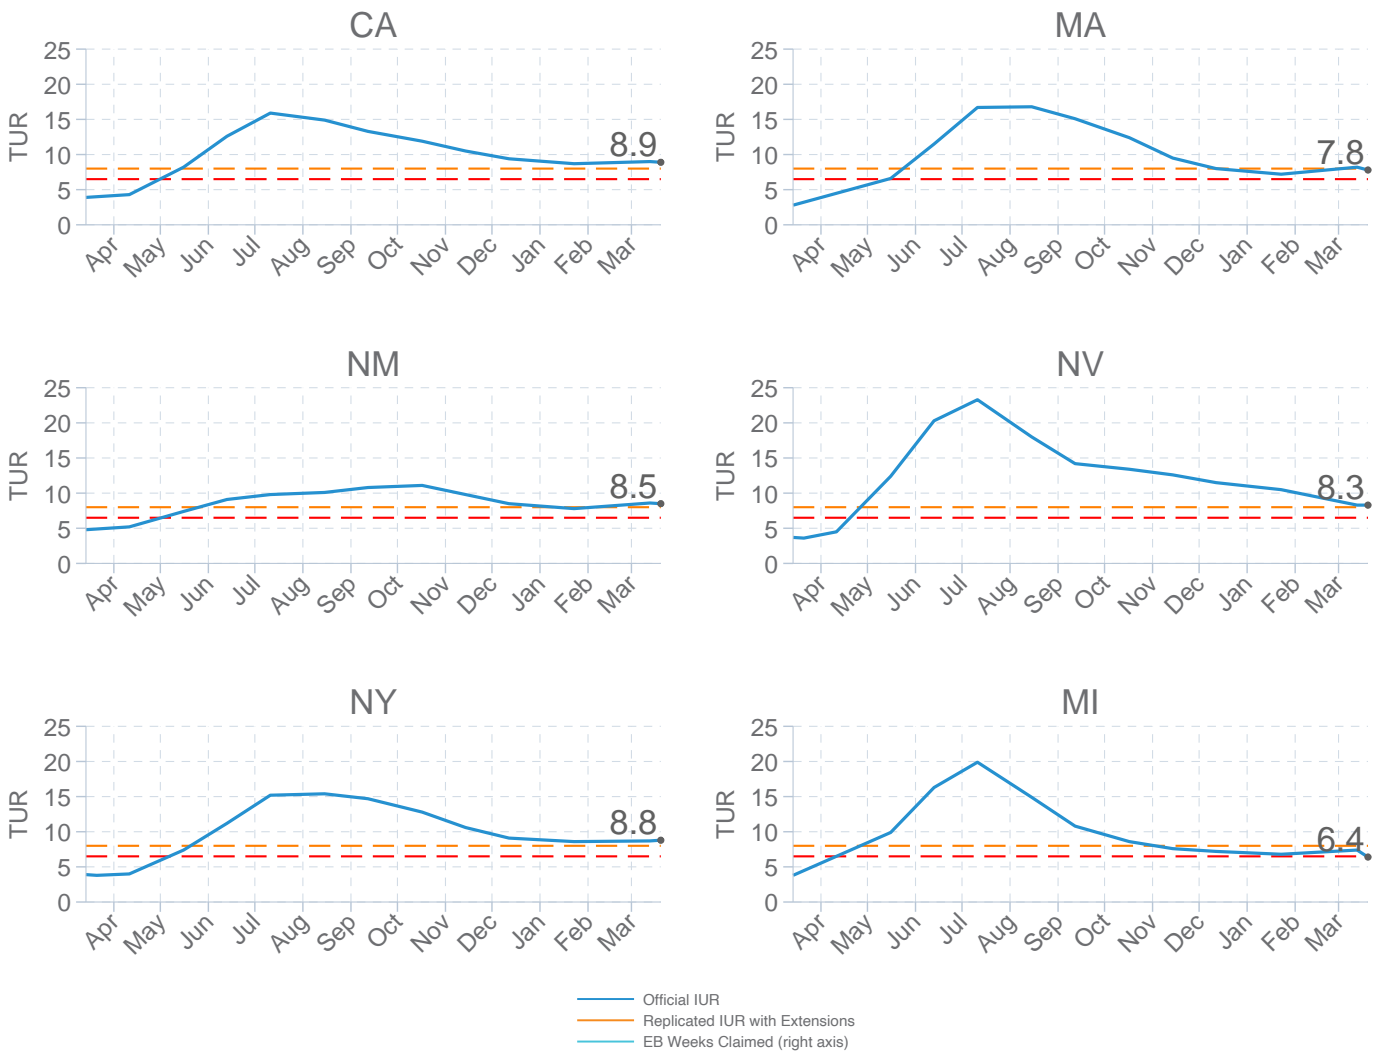 CA
25
20
15
10
5
0
TUR
8.9
Apr May Jun Jul Aug Sep Oct Nov Dec Jan Feb Mar
MA
25
20
15
10
5
0
TUR
7.8
Apr May Jun Jul Aug Sep Oct Nov Dec Jan Feb Mar
NM
25
20
15
10
5
0
TUR
8.5
Apr May Jun Jul Aug Sep Oct Nov Dec Jan Feb Mar
NV
25
20
15
10
5
0
TUR
8.3
Apr May Jun Jul Aug Sep Oct Nov Dec Jan Feb Mar
NY
25
20
15
10
5
0
TUR
8.8
Apr May Jun Jul Aug Sep Oct Nov Dec Jan Feb Mar
MI
25
20
15
10
5
0
TUR
6.4
Apr May Jun Jul Aug Sep Oct Nov Dec Jan Feb Mar
Official IUR
Replicated IUR with Extensions
EB Weeks Claimed (right axis)